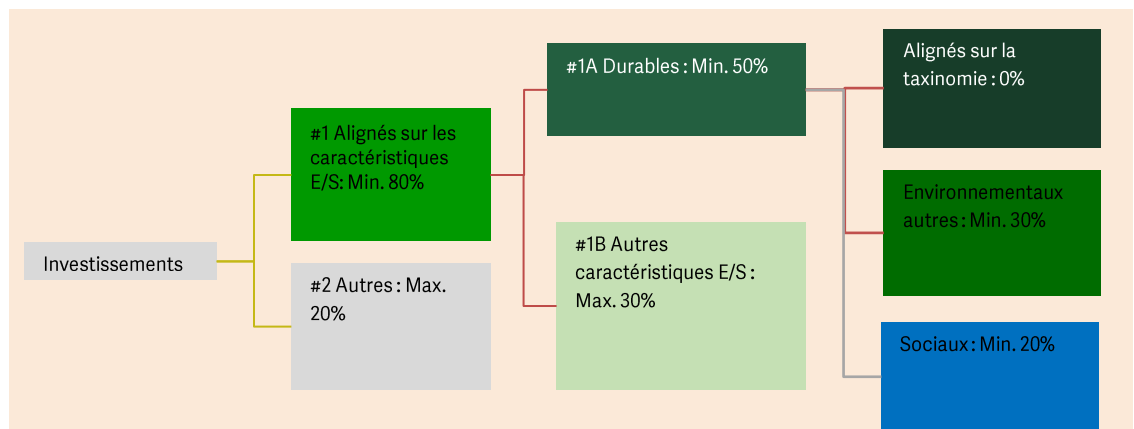 Investissements
#1 Alignés sur les
caractéristiques
E/S: Min. 80%
#2 Autres : Max.
20%
#1A Durables : Min. 50%
#1B Autres
caractéristiques E/S :
Max. 30%
Alignés sur la
taxinomie : 0%
Environnementaux
autres : Min. 30%
Sociaux : Min. 20%